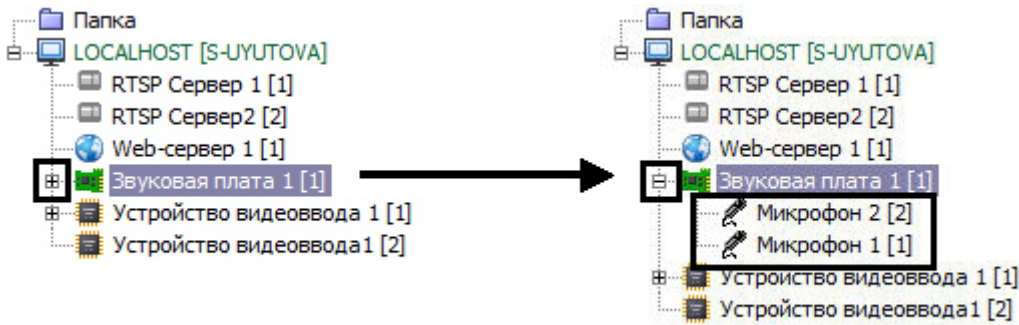 Папка
LOCALHOST [S-UYUTOVA]
RTSP Сервер 1 [1]
RTSP Сервер2 [2]
Web-сервер 1 [1]
Звуковая плата 1 [1]
Устройство видеоввода 1 [1]
Устройство видеоввода1 [2]
Папка
LOCALHOST [S-UYUTOVA]
RTSP Сервер 1 [1]
RTSP Сервер2 [2]
Web-сервер 1 [1]
Звуковая плата 1 [1]
Микрофон 2 [2]
Микрофон 1 [1]
Устройство видеоввода 1 [1]
Устройство видеоввода1 [2]